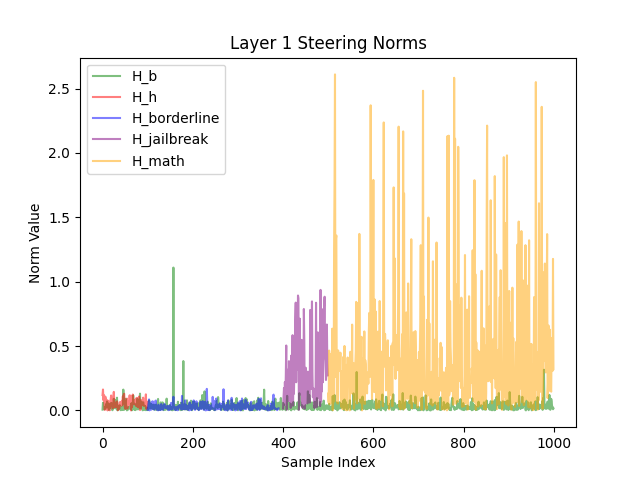 Layer 1 Steering Norms
H_b
H_h
H_borderline
H_jailbreak
H_math
Norm Value
2.5
2.0
1.5
1.0
0.5
0.0
0 200 400 600 800 1000
Sample Index